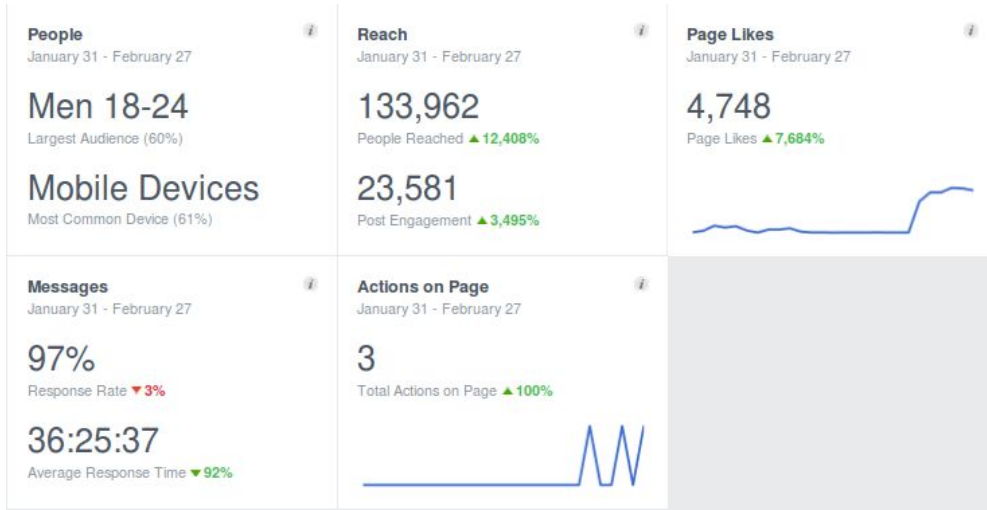 People
January 31 - February 27
Men 18-24
Largest Audience (60%)
Mobile Devices
Most Common Device (61%)
Reach
January 31 - February 27
133,962
People Reached ▲12,408%
23,581
Post Engagement ▲3,495%
Page Likes
January 31 - February 27
4,748
Page Likes ▲7,684%
Messages
January 31 - February 27
97%
Response Rate ▼3%
36:25:37
Average Response Time ▼92%
Actions on Page
January 31 - February 27
3
Total Actions on Page ▲100%